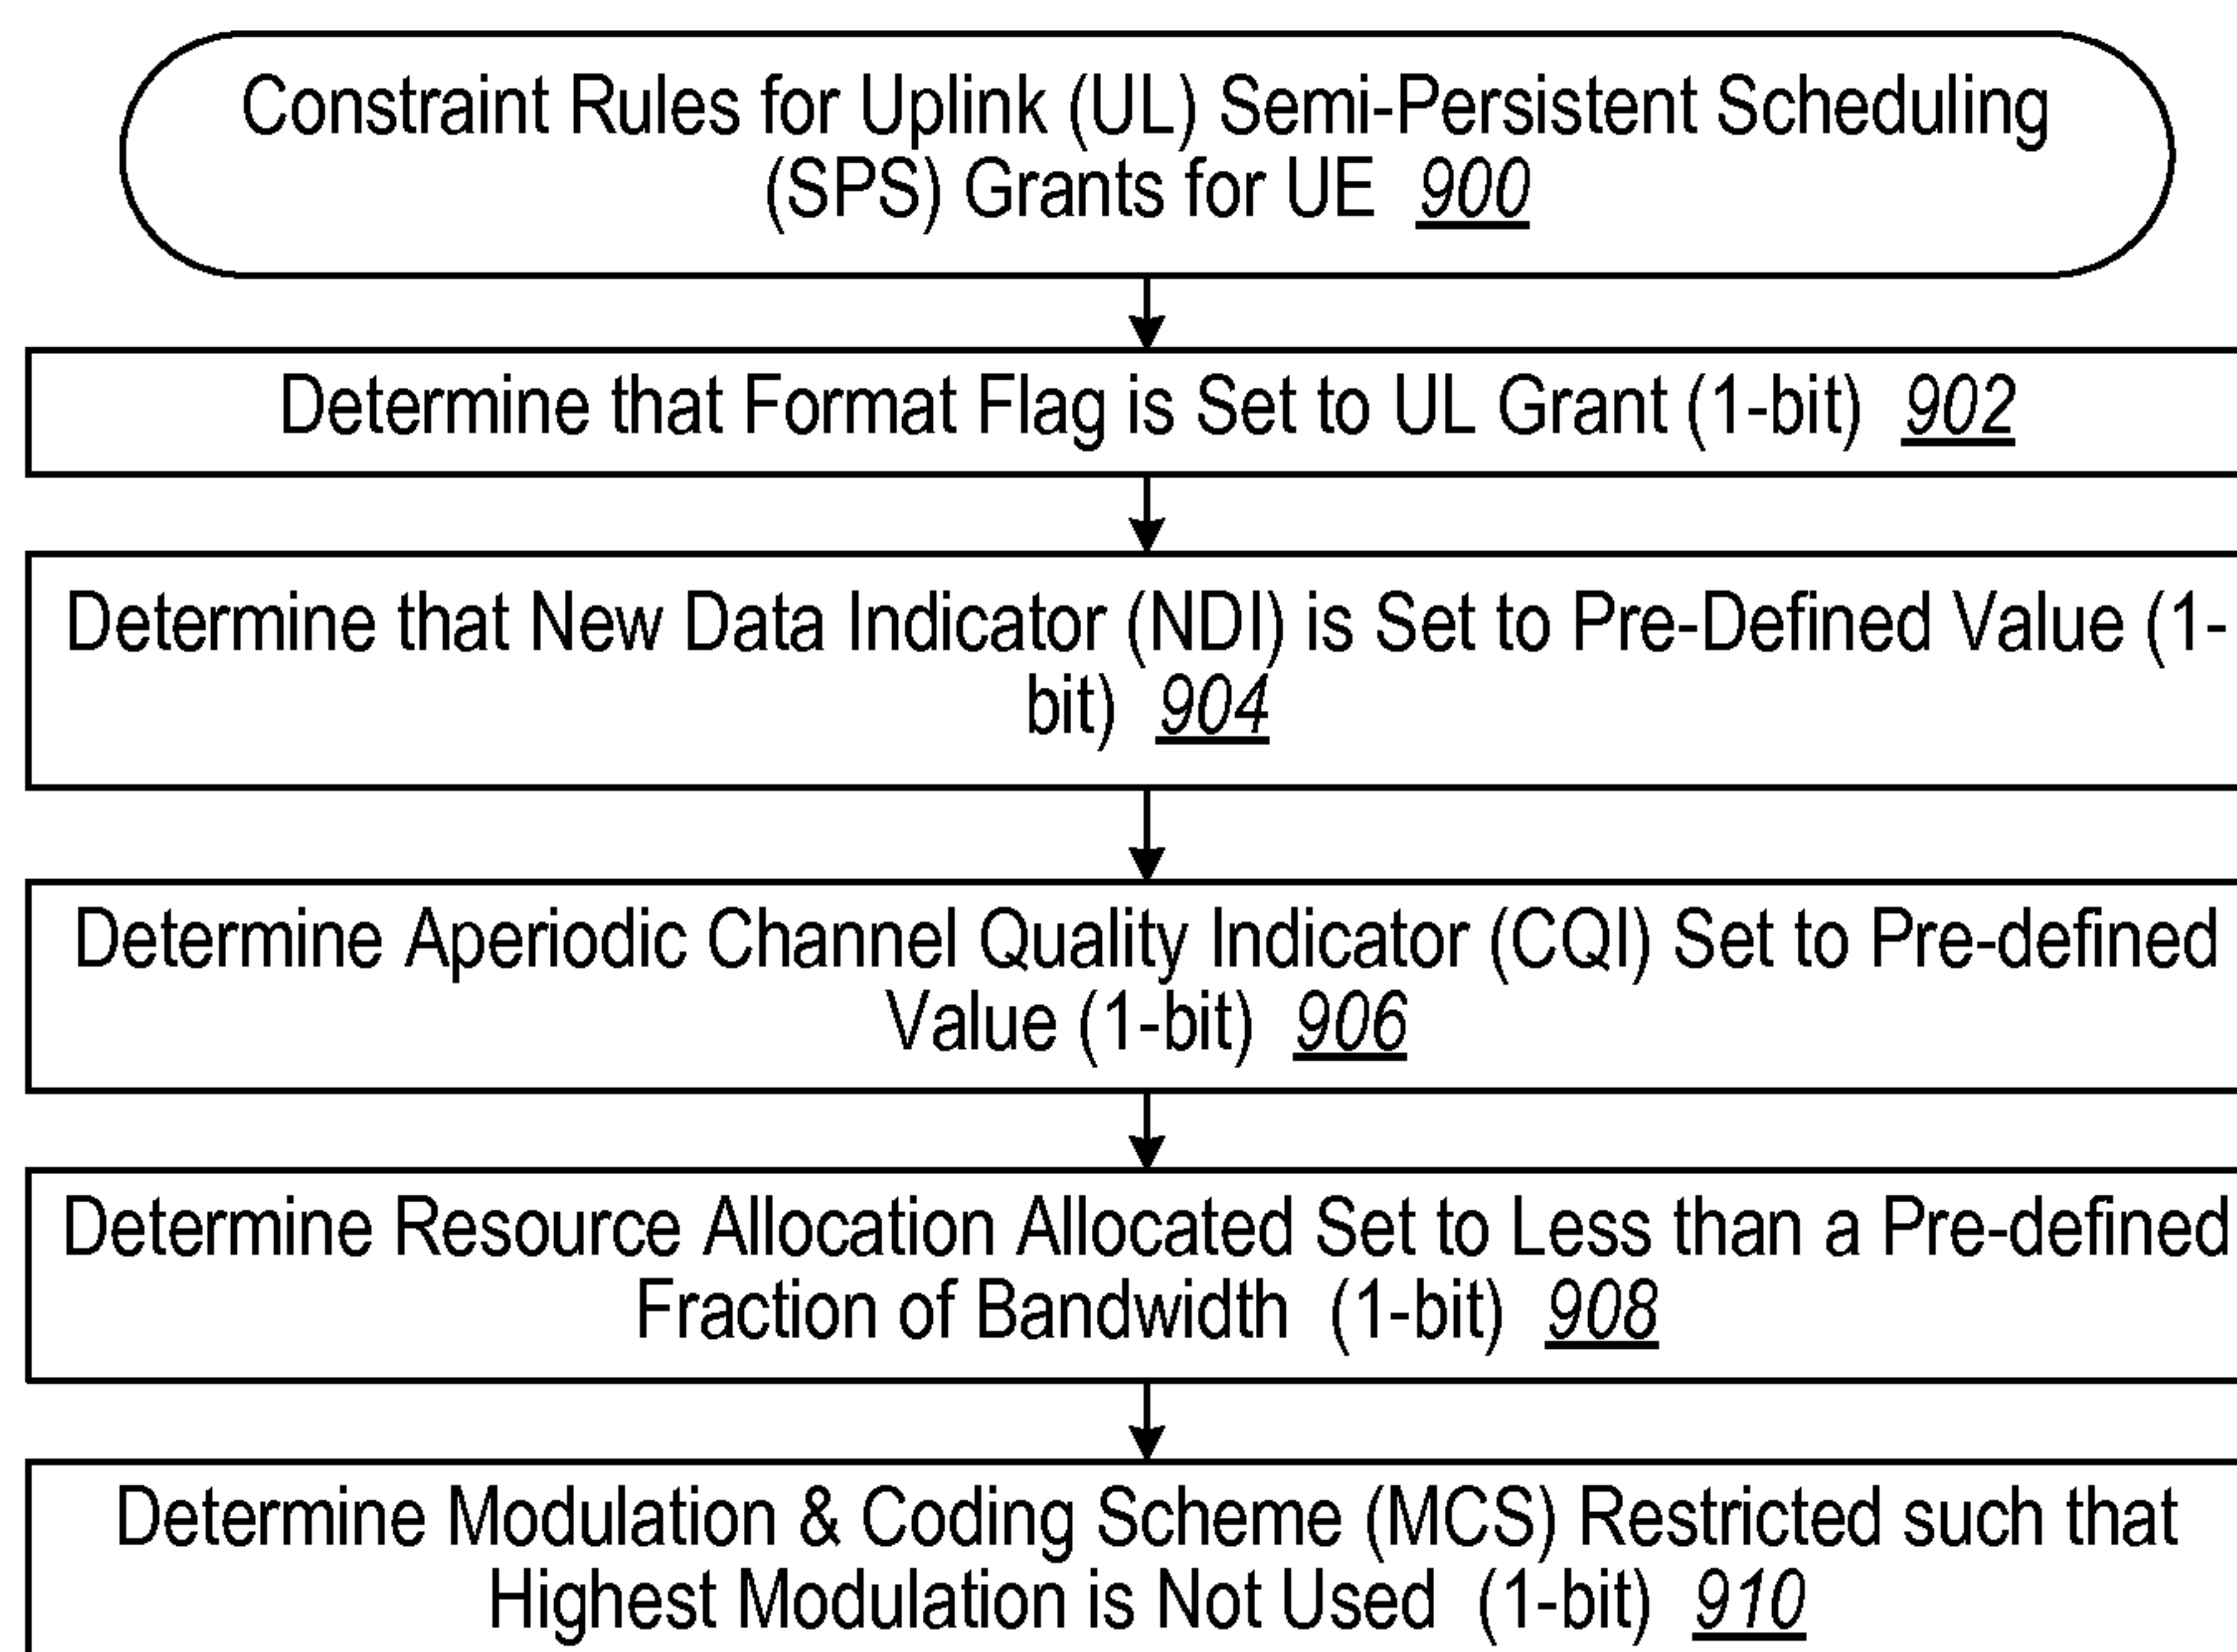 Constraint Rules for Uplink (UL) Semi-Persistent Scheduling
(SPS) Grants for UE 900
Determine that Format Flag is Set to UL Grant (1-bit) 902
Determine that New Data Indicator (NDI) is Set to Pre-Defined Value (1-
bit) 904
Determine Aperiodic Channel Quality Indicator (CQI) Set to Pre-defined
Value (1-bit) 906
Determine Resource Allocation Allocated Set to Less than a Pre-defined
Fraction of Bandwidth (1-bit) 908
Determine Modulation & Coding Scheme (MCS) Restricted such that
Highest Modulation is Not Used (1-bit) 910